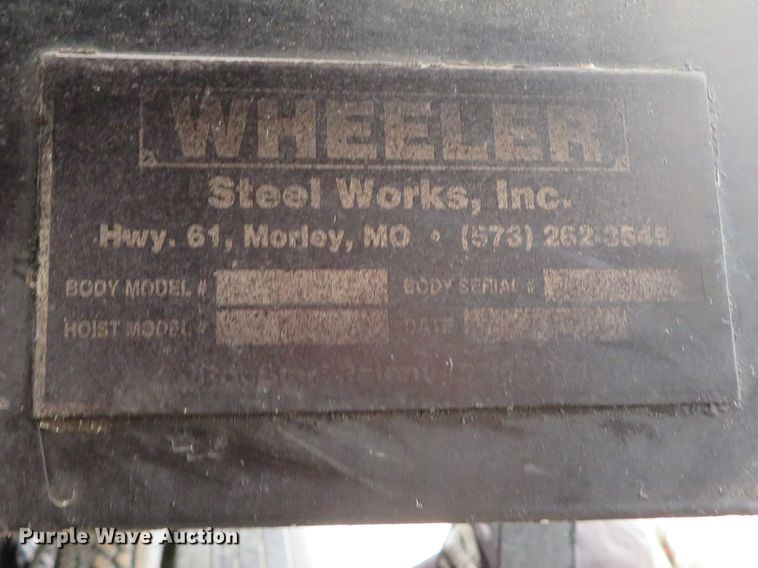 WHEELER
Steel Works, Inc.
Hwy. 61, Morley, MO • (573) 262-3545
BODY MODEL #
BODY SERIAL #
HOIST MODEL #
DATE
Purple Wave Auction